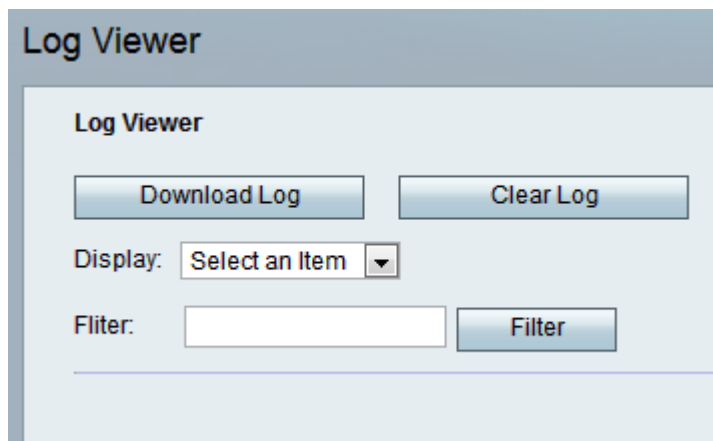 Log Viewer
Log Viewer
Download Log Clear Log
Display: Select an Item
Fliter: Filter